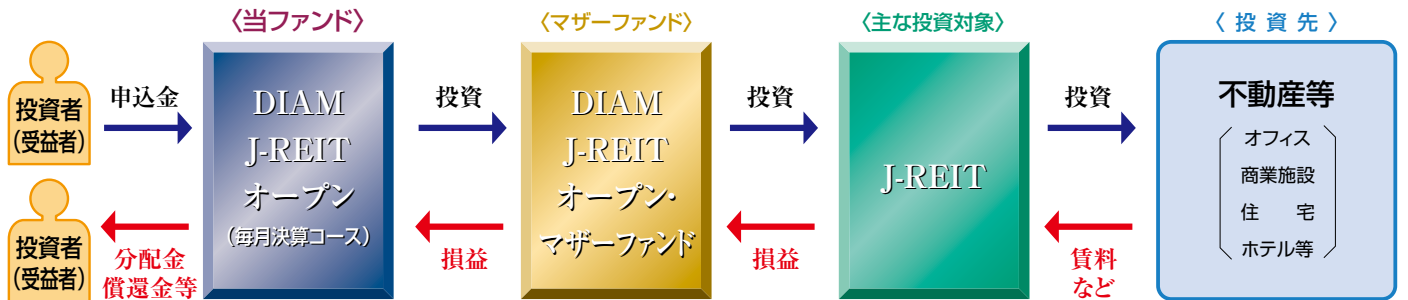 〈当ファンド〉
〈マザーファンド〉
〈主な投資対象〉
〈 投 資 先 〉
投資者
(受益者)
申込金
DIAM
J-REIT
オープン
(毎月決算コース)
投資
DIAM
J-REIT
オープン・
マザーファンド
投資
J-REIT
投資
不動産等
オフィス
商業施設
住 宅
ホテル等
投資者
(受益者)
分配金
償還金等
損益
損益
賃料
など